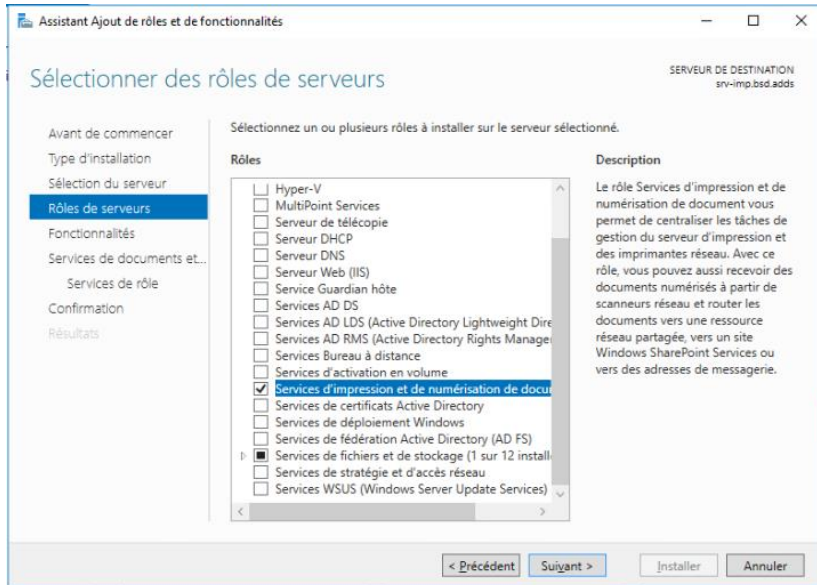 Assistant Ajout de rôles et de fonctionnalités
Sélectionner des rôles de serveurs
SERVEUR DE DESTINATION
srv-imp.bsd.adds
Avant de commencer
Type d'installation
Sélection du serveur
Rôles de serveurs
Fonctionnalités
Services de documents et...
Services de rôle
Confirmation
Résultats
Sélectionnez un ou plusieurs rôles à installer sur le serveur sélectionné.
Rôles
Hyper-V
MultiPoint Services
Serveur de télécopie
Serveur DHCP
Serveur DNS
Serveur Web (IIS)
Service Guardian hôte
Services AD DS
Services AD LDS (Active Directory Lightweight Dire
Services AD RMS (Active Directory Rights Manager
Services Bureau à distance
Services d'activation en volume
Services d'impression et de numérisation de docu
Services de certificats Active Directory
Services de déploiement Windows
Services de fédération Active Directory (AD FS)
Services de fichiers et de stockage (1 sur 12 install
Services de stratégie et d'accès réseau
Services WSUS (Windows Server Update Services)
Description
Le rôle Services d'impression et de
numérisation de document vous
permet de centraliser les tâches de
gestion du serveur d'impression et
des imprimantes réseau. Avec ce
rôle, vous pouvez aussi recevoir des
documents numérisés à partir de
scanneurs réseau et router les
documents vers une ressource
réseau partagée, vers un site
Windows SharePoint Services ou
vers des adresses de messagerie.
< Précédent
Suivant >
Installer
Annuler